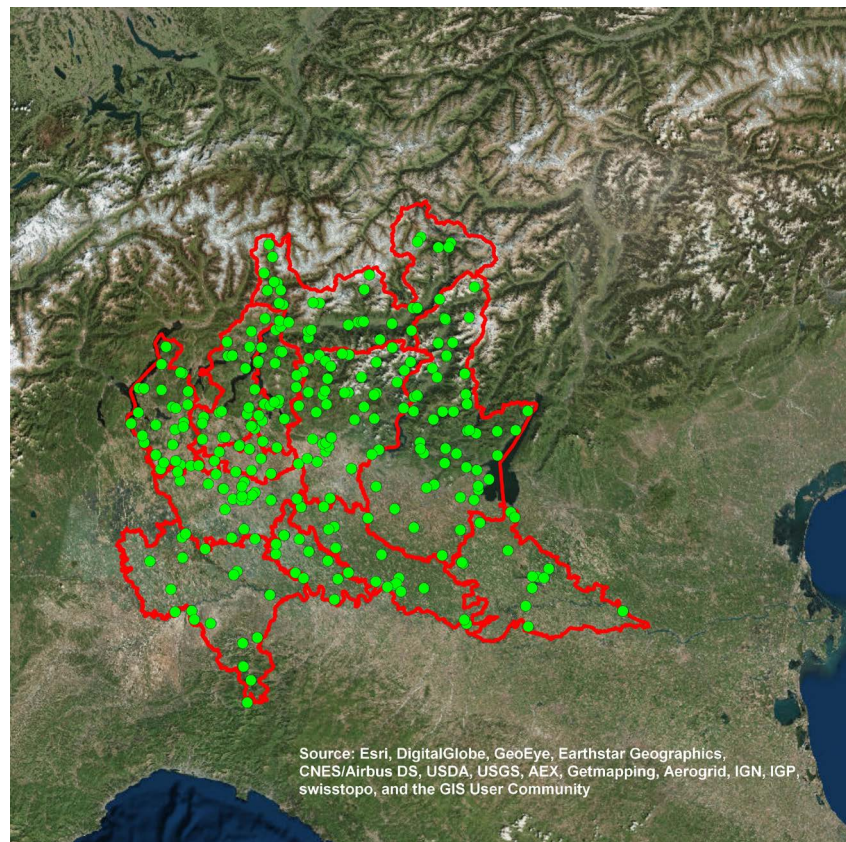 Source: Esri, DigitalGlobe, GeoEye, Earthstar Geographics,
CNES/Airbus DS, USDA, USGS, AEX, Getmapping, Aerogrid, IGN, IGP,
swisstopo, and the GIS User Community